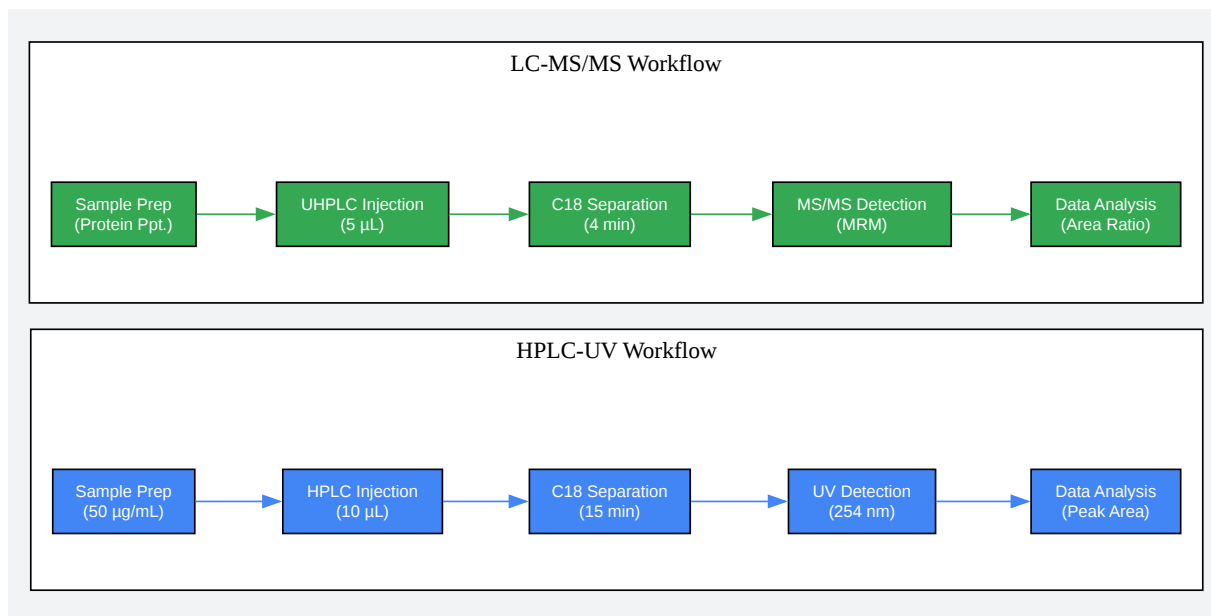 LC-MS/MS Workflow
Sample Prep
(Protein Ppt.)
UHPLC Injection
(5 µL)
C18 Separation
(4 min)
MS/MS Detection
(MRM)
Data Analysis
(Area Ratio)
HPLC-UV Workflow
Sample Prep
(50 µg/mL)
HPLC Injection
(10 µL)
C18 Separation
(15 min)
UV Detection
(254 nm)
Data Analysis
(Peak Area)